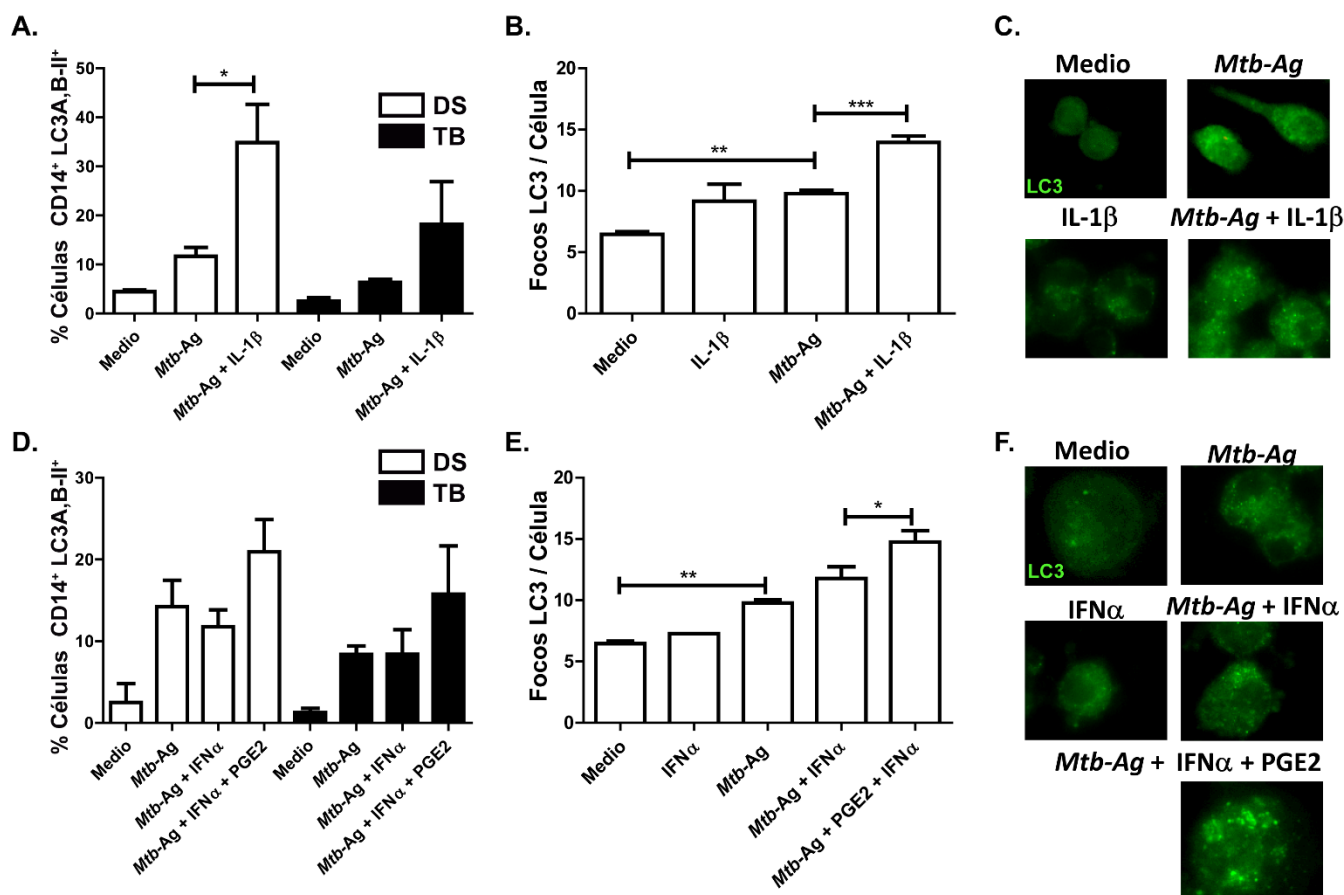 A.
% Células CD14⁺ LC3A,B-II⁺
50
40
30
20
10
0
*
DS
TB
Medio
Mtb-Ag
Mtb-Ag + IL-1β
Medio
Mtb-Ag
Mtb-Ag + IL-1β
B.
Focos LC3 / Célula
20
15
10
5
0
**
***
Medio
IL-1β
Mtb-Ag
Mtb-Ag + IL-1β
C.
Medio
Mtb-Ag
LC3
IL-1β
Mtb-Ag + IL-1β
D.
% Células CD14⁺ LC3A,B-II⁺
30
20
10
0
DS
TB
Medio
Mtb-Ag
Mtb-Ag + IFNα
Mtb-Ag + IFNα + PGE2
Medio
Mtb-Ag
Mtb-Ag + IFNα
Mtb-Ag + IFNα + PGE2
E.
Focos LC3 / Célula
20
15
10
5
0
**
*
Medio
IFNα
Mtb-Ag
Mtb-Ag + IFNα
Mtb-Ag + PGE2 + IFNα
F.
Medio
Mtb-Ag
LC3
IFNα
Mtb-Ag + IFNα
Mtb-Ag + IFNα + PGE2